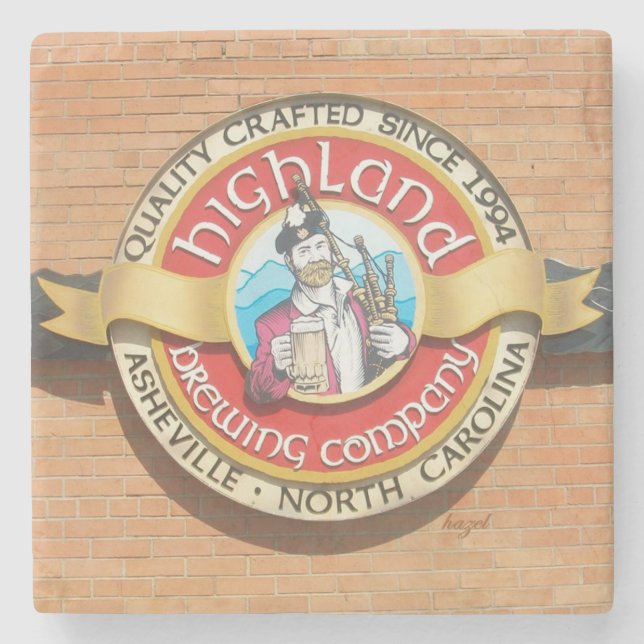 QUALITY CRAFTED SINCE 1994
highland
brewing company
ASHEVILLE · NORTH CAROLINA
hazel